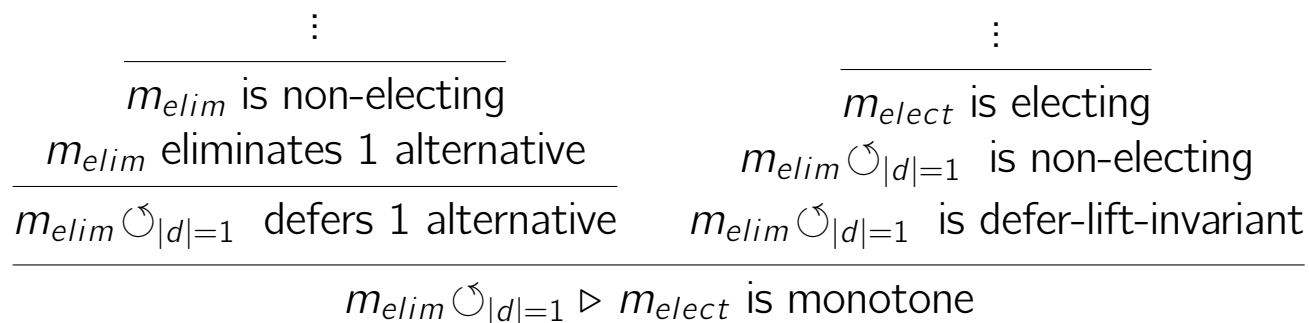 ⋮ ⋮
m_elim is non-electing m_elect is electing
m_elim eliminates 1 alternative m_elim↺_|d|=1 is non-electing
m_elim↺_|d|=1 defers 1 alternative m_elim↺_|d|=1 is defer-lift-invariant
m_elim↺_|d|=1 ▷ m_elect is monotone